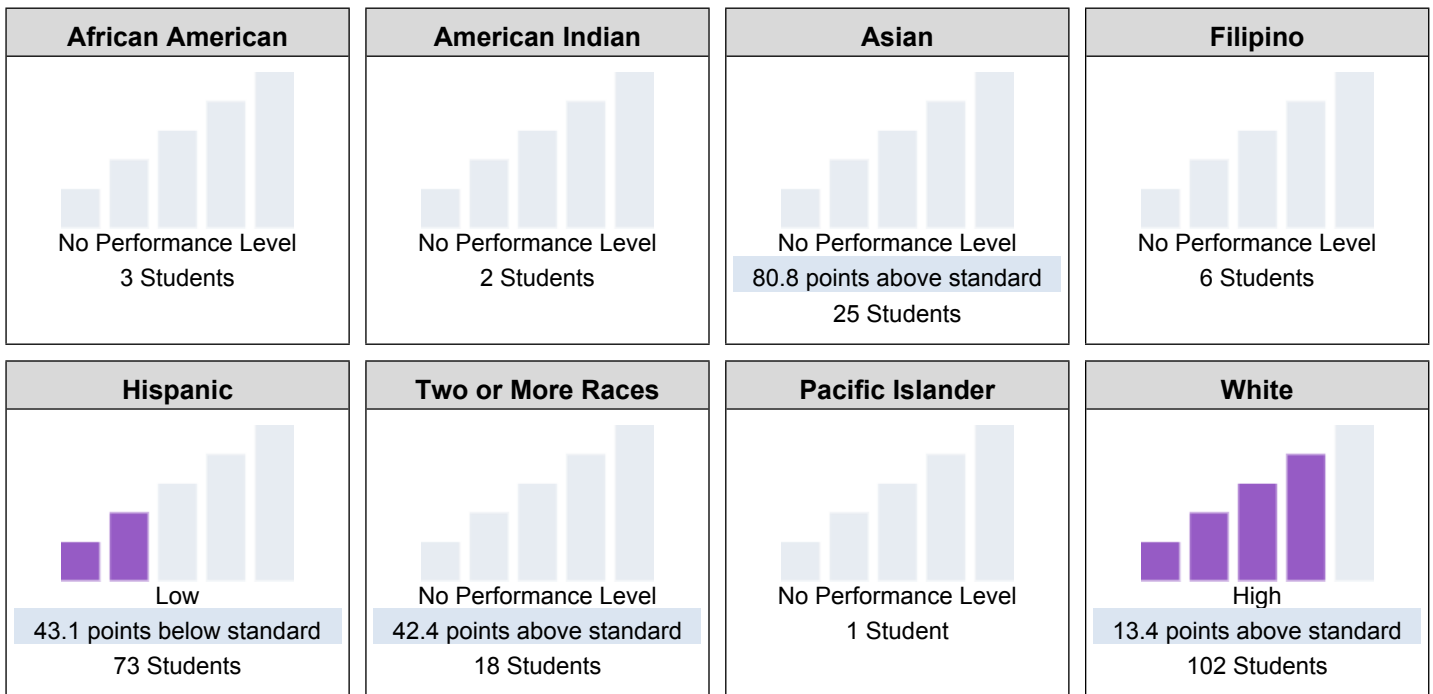 African American
No Performance Level
3 Students
American Indian
No Performance Level
2 Students
Asian
No Performance Level
80.8 points above standard
25 Students
Filipino
No Performance Level
6 Students
Hispanic
Low
43.1 points below standard
73 Students
Two or More Races
No Performance Level
42.4 points above standard
18 Students
Pacific Islander
No Performance Level
1 Student
White
High
13.4 points above standard
102 Students